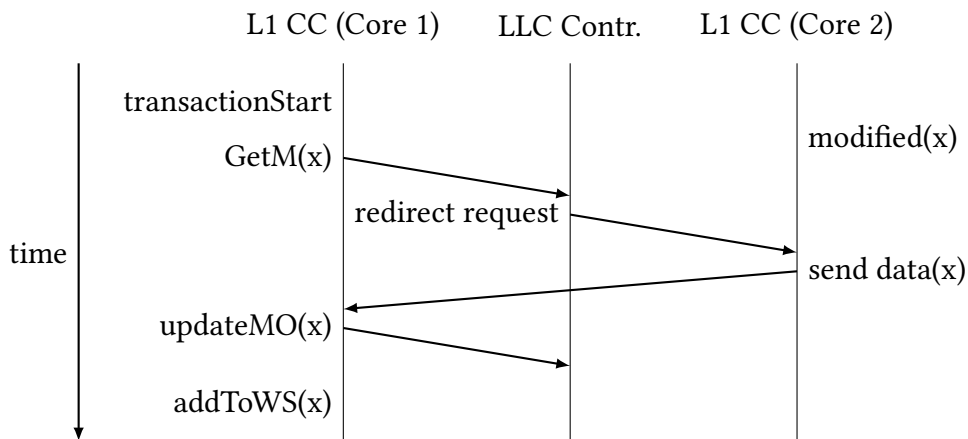 L1 CC (Core 1)
LLC Contr.
L1 CC (Core 2)
transactionStart
modified(x)
GetM(x)
redirect request
time
send data(x)
updateMO(x)
addToWS(x)